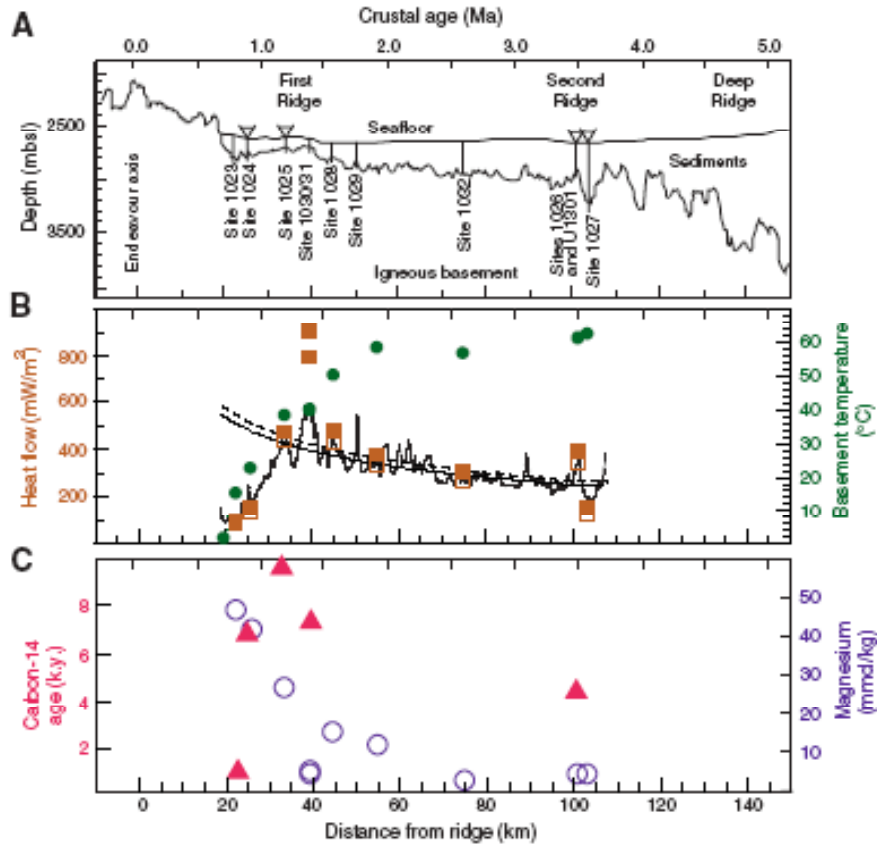 A
Crustal age (Ma)
0.0 1.0 2.0 3.0 4.0 5.0
First
Ridge
Second
Ridge
Deep
Ridge
Seafloor
Sediments
Depth (mbsl)
2500
3500
Endeavour axis
Site 1023
Site 1024
Site 1025
Site 1030/31
Site 1028
Site 1029
Site 1032
Sites 1026
and U1301
Site 1027
Igneous basement
B
Heat flow (mW/m²)
800
600
400
200
Basement temperature
(°C)
60
50
40
30
20
10
C
Carbon-14
age (k.y.)
8
6
4
2
Magnesium
(mmol/kg)
50
40
30
20
10
0 20 40 60 80 100 120 140
Distance from ridge (km)